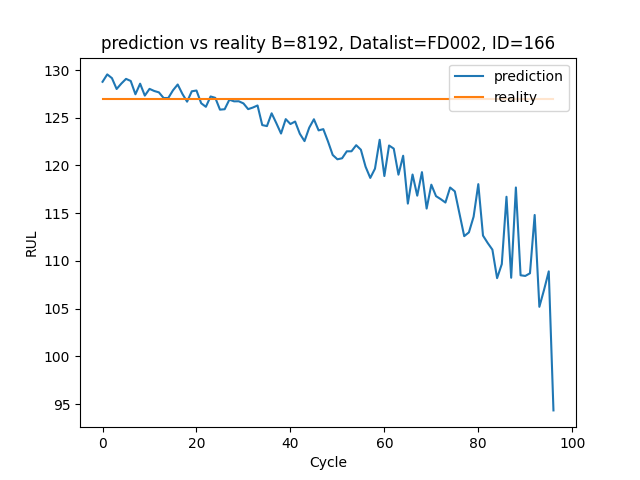 prediction vs reality B=8192, Datalist=FD002, ID=166
prediction
reality
130
125
120
115
110
105
100
95
RUL
0 20 40 60 80 100
Cycle